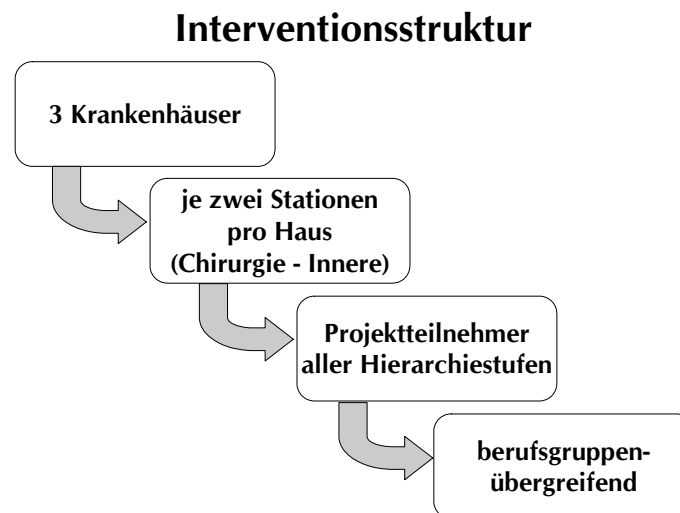 Interventionsstruktur
3 Krankenhäuser
je zwei Stationen
pro Haus
(Chirurgie - Innere)
Projektteilnehmer
aller Hierarchiestufen
berufsgruppen-
übergreifend